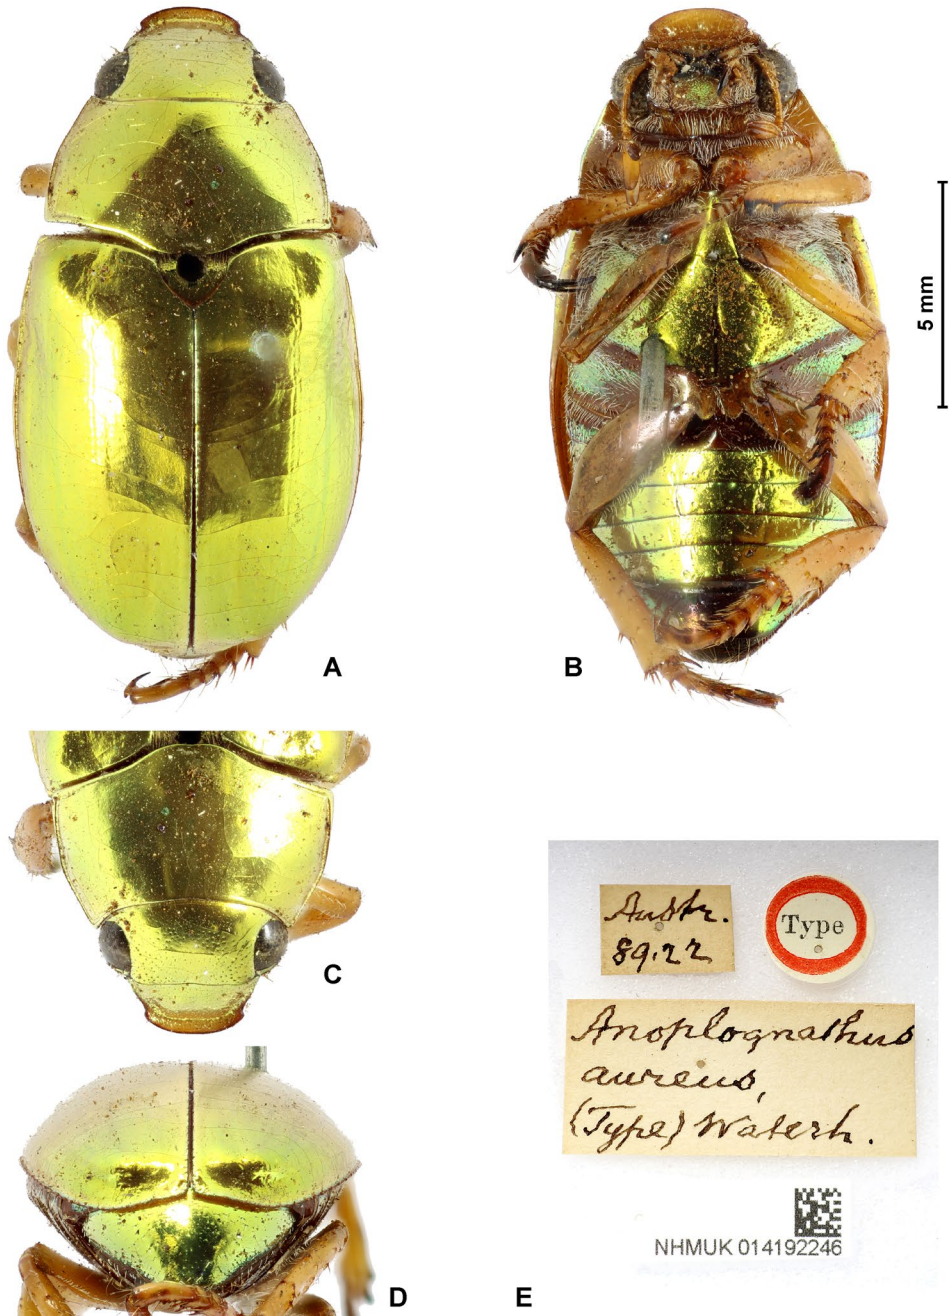 A
B
5 mm
C
D
E
Austr.
89.22
Type
Anoplognathus
aureus,
(Type) Waterh.
NHMUK 014192246